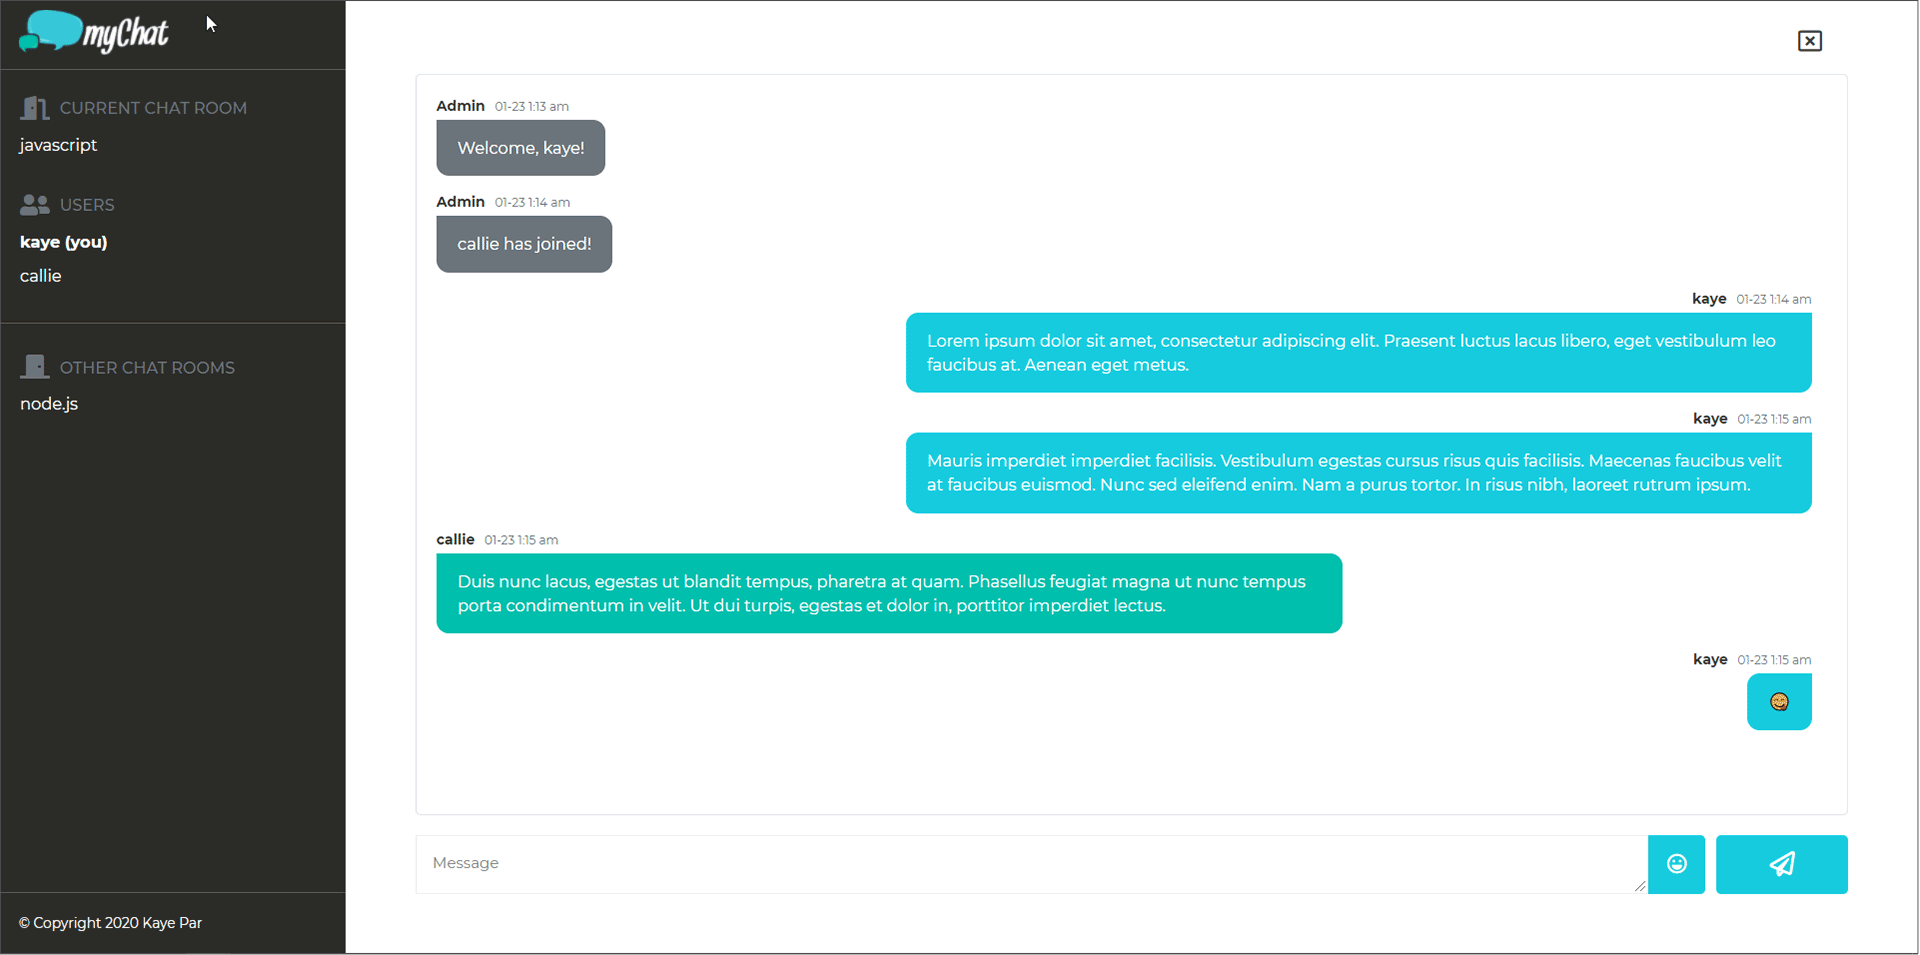 myChat
CURRENT CHAT ROOM
javascript
USERS
kaye (you)
callie
OTHER CHAT ROOMS
node.js
© Copyright 2020 Kaye Par
Admin 01-23 1:13 am
Welcome, kaye!
Admin 01-23 1:14 am
callie has joined!
kaye 01-23 1:14 am
Lorem ipsum dolor sit amet, consectetur adipiscing elit. Praesent luctus lacus libero, eget vestibulum leo
faucibus at. Aenean eget metus.
kaye 01-23 1:15 am
Mauris imperdiet imperdiet facilisis. Vestibulum egestas cursus risus quis facilisis. Maecenas faucibus velit
at faucibus euismod. Nunc sed eleifend enim. Nam a purus tortor. In risus nibh, laoreet rutrum ipsum.
callie 01-23 1:15 am
Duis nunc lacus, egestas ut blandit tempus, pharetra at quam. Phasellus feugiat magna ut nunc tempus
porta condimentum in velit. Ut dui turpis, egestas et dolor in, porttitor imperdiet lectus.
kaye 01-23 1:15 am
Message